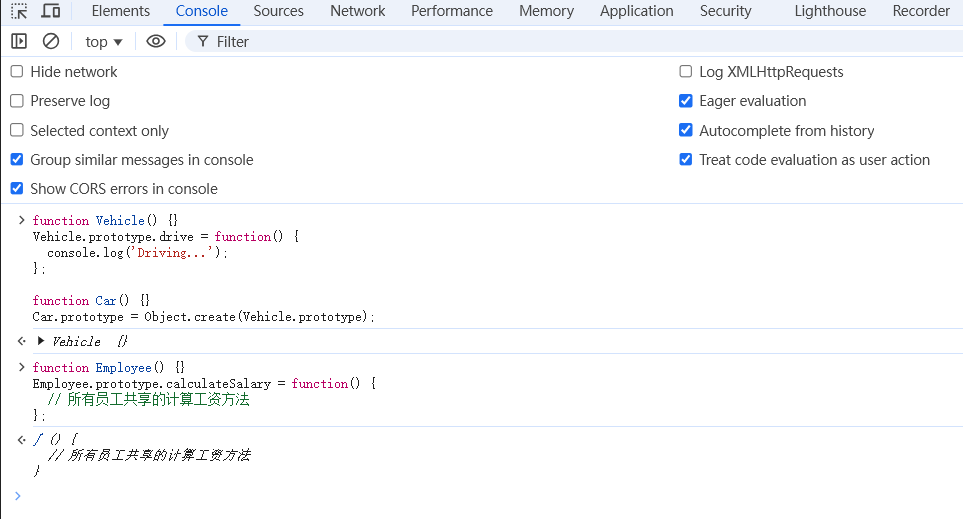 Elements Console Sources Network Performance Memory Application Security Lighthouse Recorder
top Filter
Hide network Log XMLHttpRequests
Preserve log Eager evaluation
Selected context only Autocomplete from history
Group similar messages in console Treat code evaluation as user action
Show CORS errors in console
function Vehicle() {}
Vehicle.prototype.drive = function() {
console.log('Driving...');
};
function Car() {}
Car.prototype = Object.create(Vehicle.prototype);
Vehicle {}
function Employee() {}
Employee.prototype.calculateSalary = function() {
// 所有员工共享的计算工资方法
};
ƒ () {
// 所有员工共享的计算工资方法
}